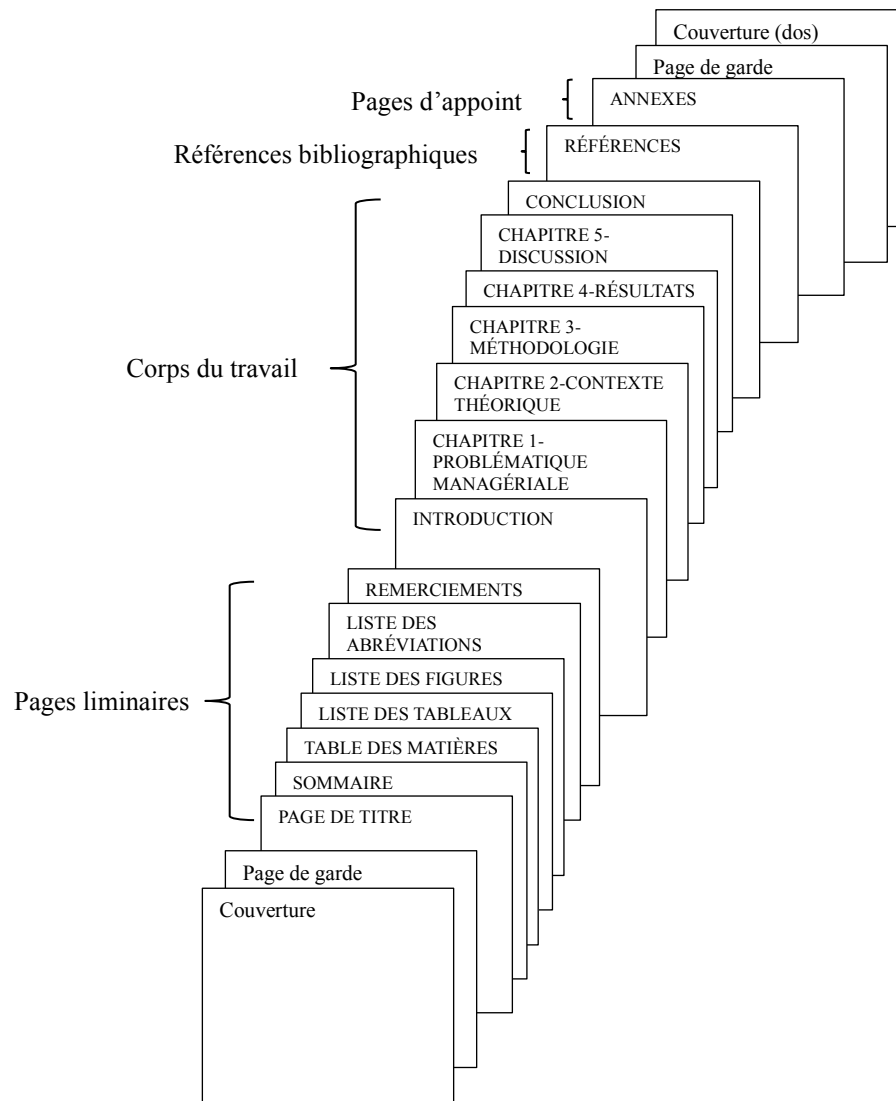 Couverture (dos)
Page de garde
Pages d’appoint
ANNEXES
Références bibliographiques
RÉFÉRENCES
CONCLUSION
CHAPITRE 5-
DISCUSSION
CHAPITRE 4-RÉSULTATS
CHAPITRE 3-
MÉTHODOLOGIE
Corps du travail
CHAPITRE 2-CONTEXTE
THÉORIQUE
CHAPITRE 1-
PROBLÉMATIQUE
MANAGÉRIALE
INTRODUCTION
REMERCIEMENTS
LISTE DES
ABRÉVIATIONS
LISTE DES FIGURES
Pages liminaires
LISTE DES TABLEAUX
TABLE DES MATIÈRES
SOMMAIRE
PAGE DE TITRE
Page de garde
Couverture